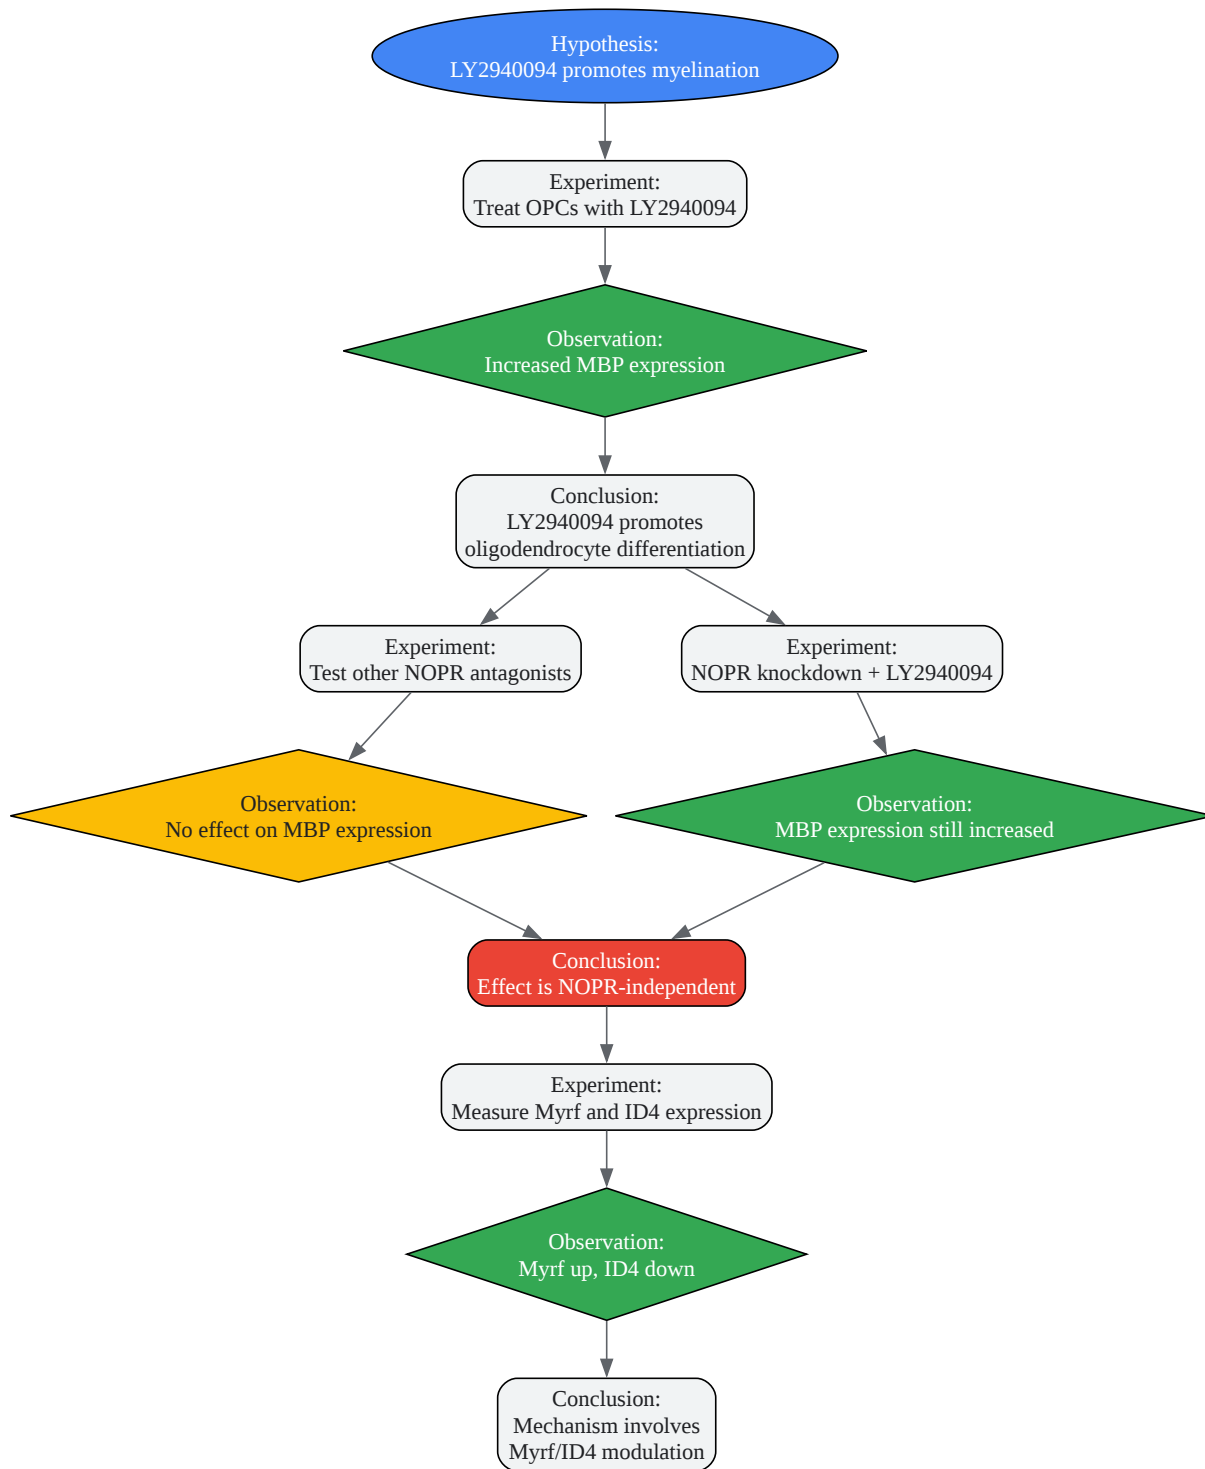 Hypothesis:
LY2940094 promotes myelination
Experiment:
Treat OPCs with LY2940094
Observation:
Increased MBP expression
Conclusion:
LY2940094 promotes
oligodendrocyte differentiation
Experiment:
Test other NOPR antagonists
Experiment:
NOPR knockdown + LY2940094
Observation:
No effect on MBP expression
Observation:
MBP expression still increased
Conclusion:
Effect is NOPR-independent
Experiment:
Measure Myrf and ID4 expression
Observation:
Myrf up, ID4 down
Conclusion:
Mechanism involves
Myrf/ID4 modulation